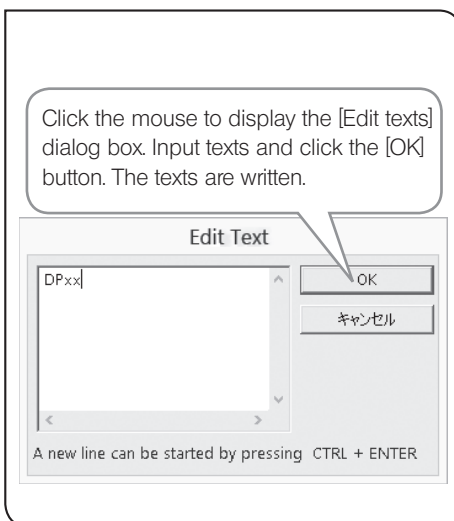 Click the mouse to display the [Edit texts]
dialog box. Input texts and click the [OK]
button. The texts are written.
Edit Text
DPxx
OK
キャンセル
A new line can be started by pressing CTRL + ENTER